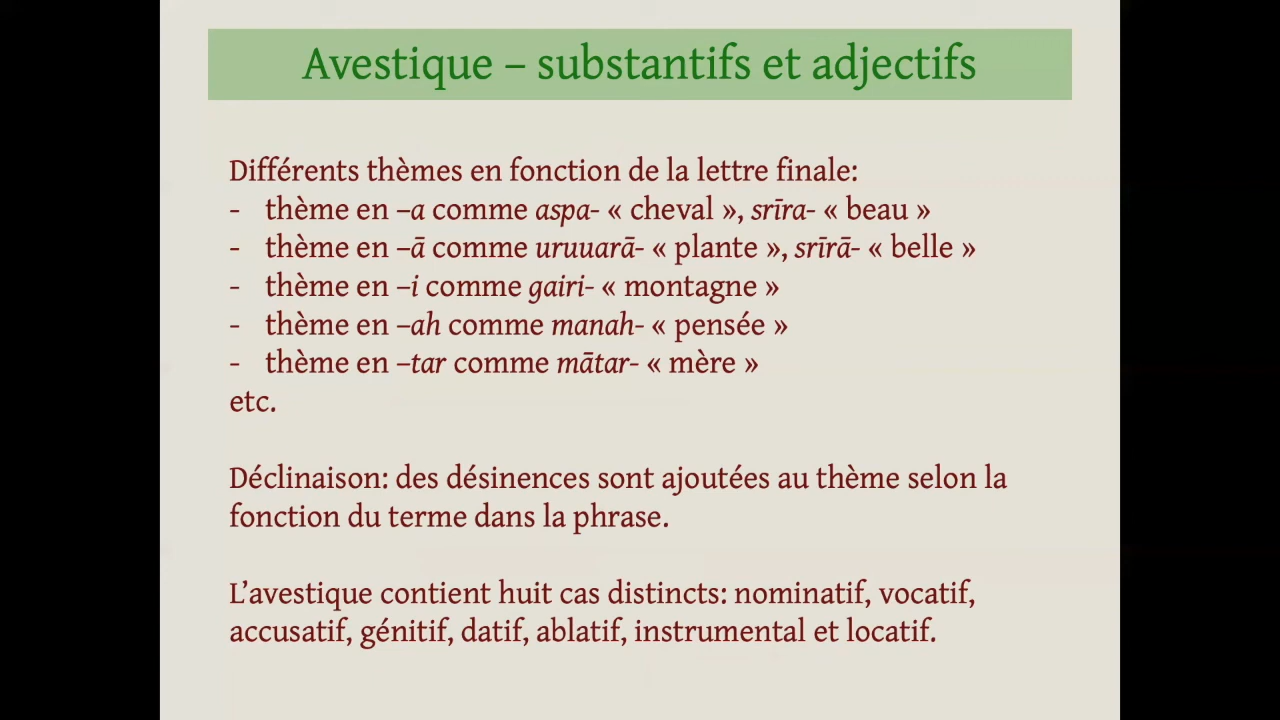 Avestique – substantifs et adjectifs
Différents thèmes en fonction de la lettre finale:
- thème en –a comme aspa- « cheval », srīra- « beau »
- thème en –ā comme uruuarā- « plante », srīrā- « belle »
- thème en –i comme gairi- « montagne »
- thème en –ah comme manah- « pensée »
- thème en –tar comme mātar- « mère »
etc.
Déclinaison: des désinences sont ajoutées au thème selon la
fonction du terme dans la phrase.
L’avestique contient huit cas distincts: nominatif, vocatif,
accusatif, génitif, datif, ablatif, instrumental et locatif.